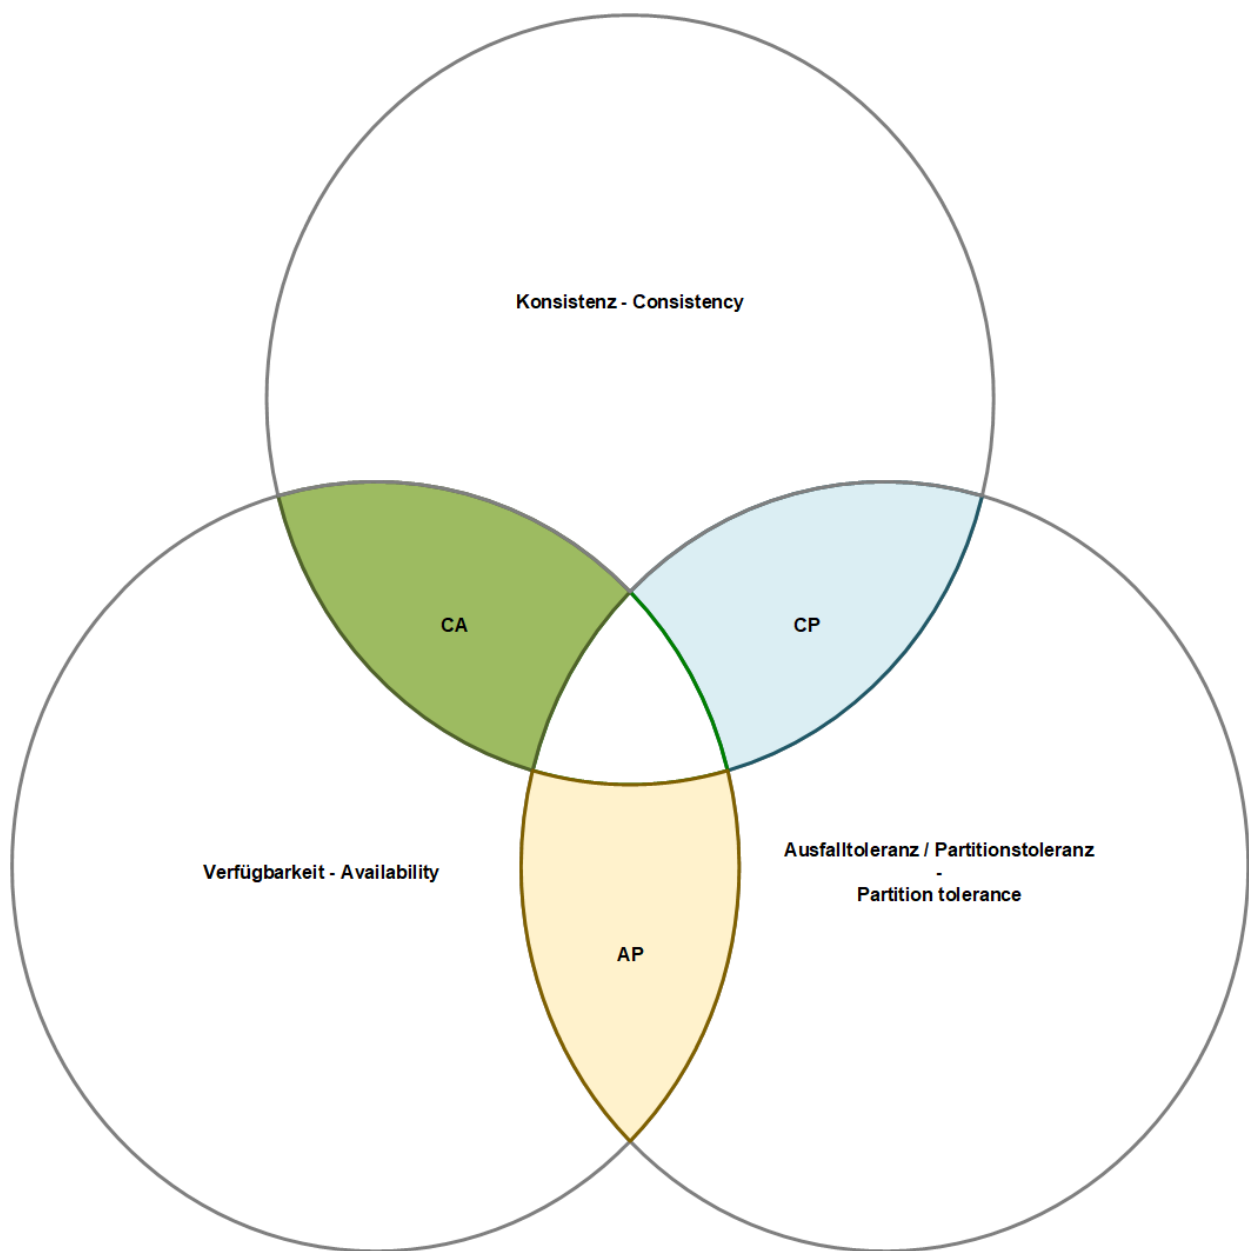 Konsistenz - Consistency
CA
CP
Verfügbarkeit - Availability
Ausfalltoleranz / Partitionstoleranz
-
Partition tolerance
AP